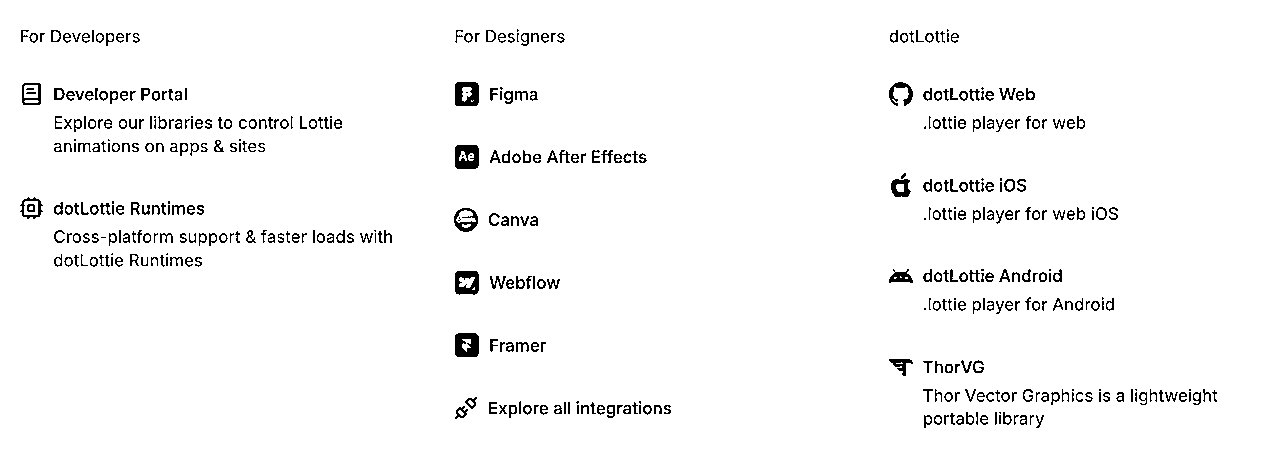 For Developers
Developer Portal
Explore our libraries to control Lottie
animations on apps & sites
dotLottie Runtimes
Cross-platform support & faster loads with
dotLottie Runtimes
For Designers
Figma
Ae Adobe After Effects
Canva
Webflow
Framer
Explore all integrations
dotLottie
dotLottie Web
.lottie player for web
dotLottie iOS
.lottie player for web iOS
dotLottie Android
.lottie player for Android
ThorVG
Thor Vector Graphics is a lightweight
portable library